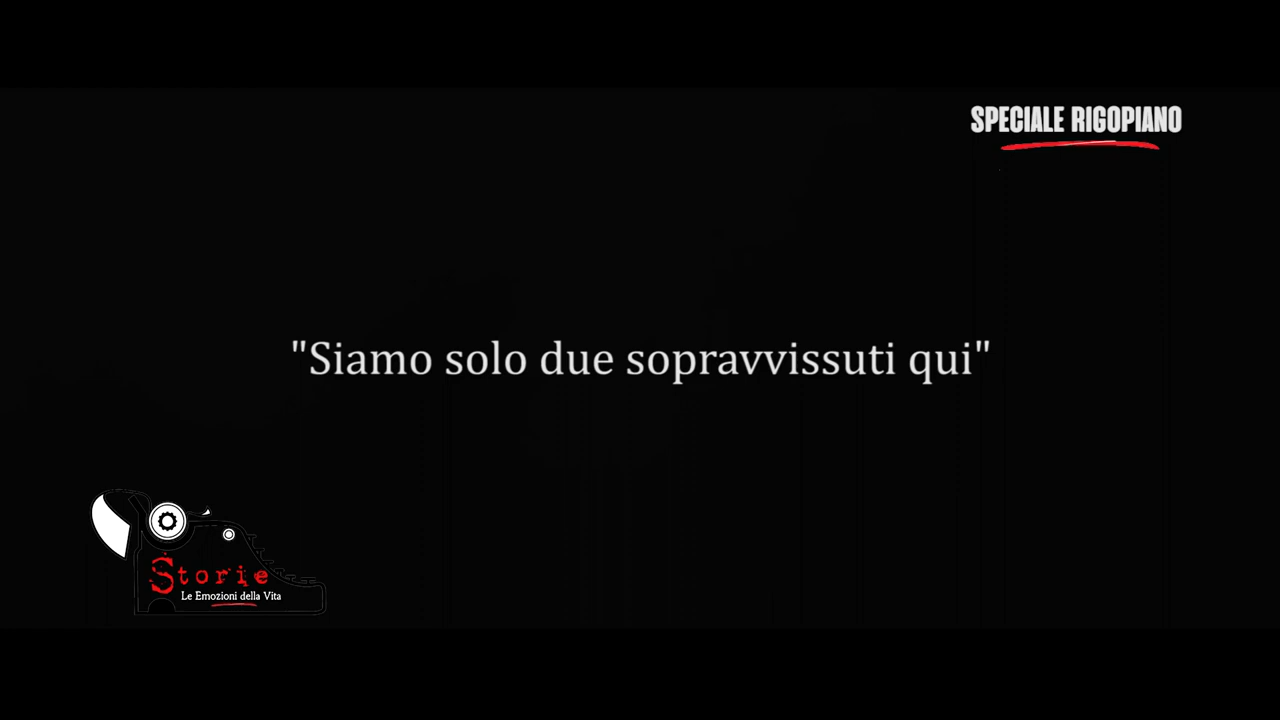 SPECIALE RIGOPIANO
"Siamo solo due sopravvissuti qui"
Storie
Le Emozioni della Vita